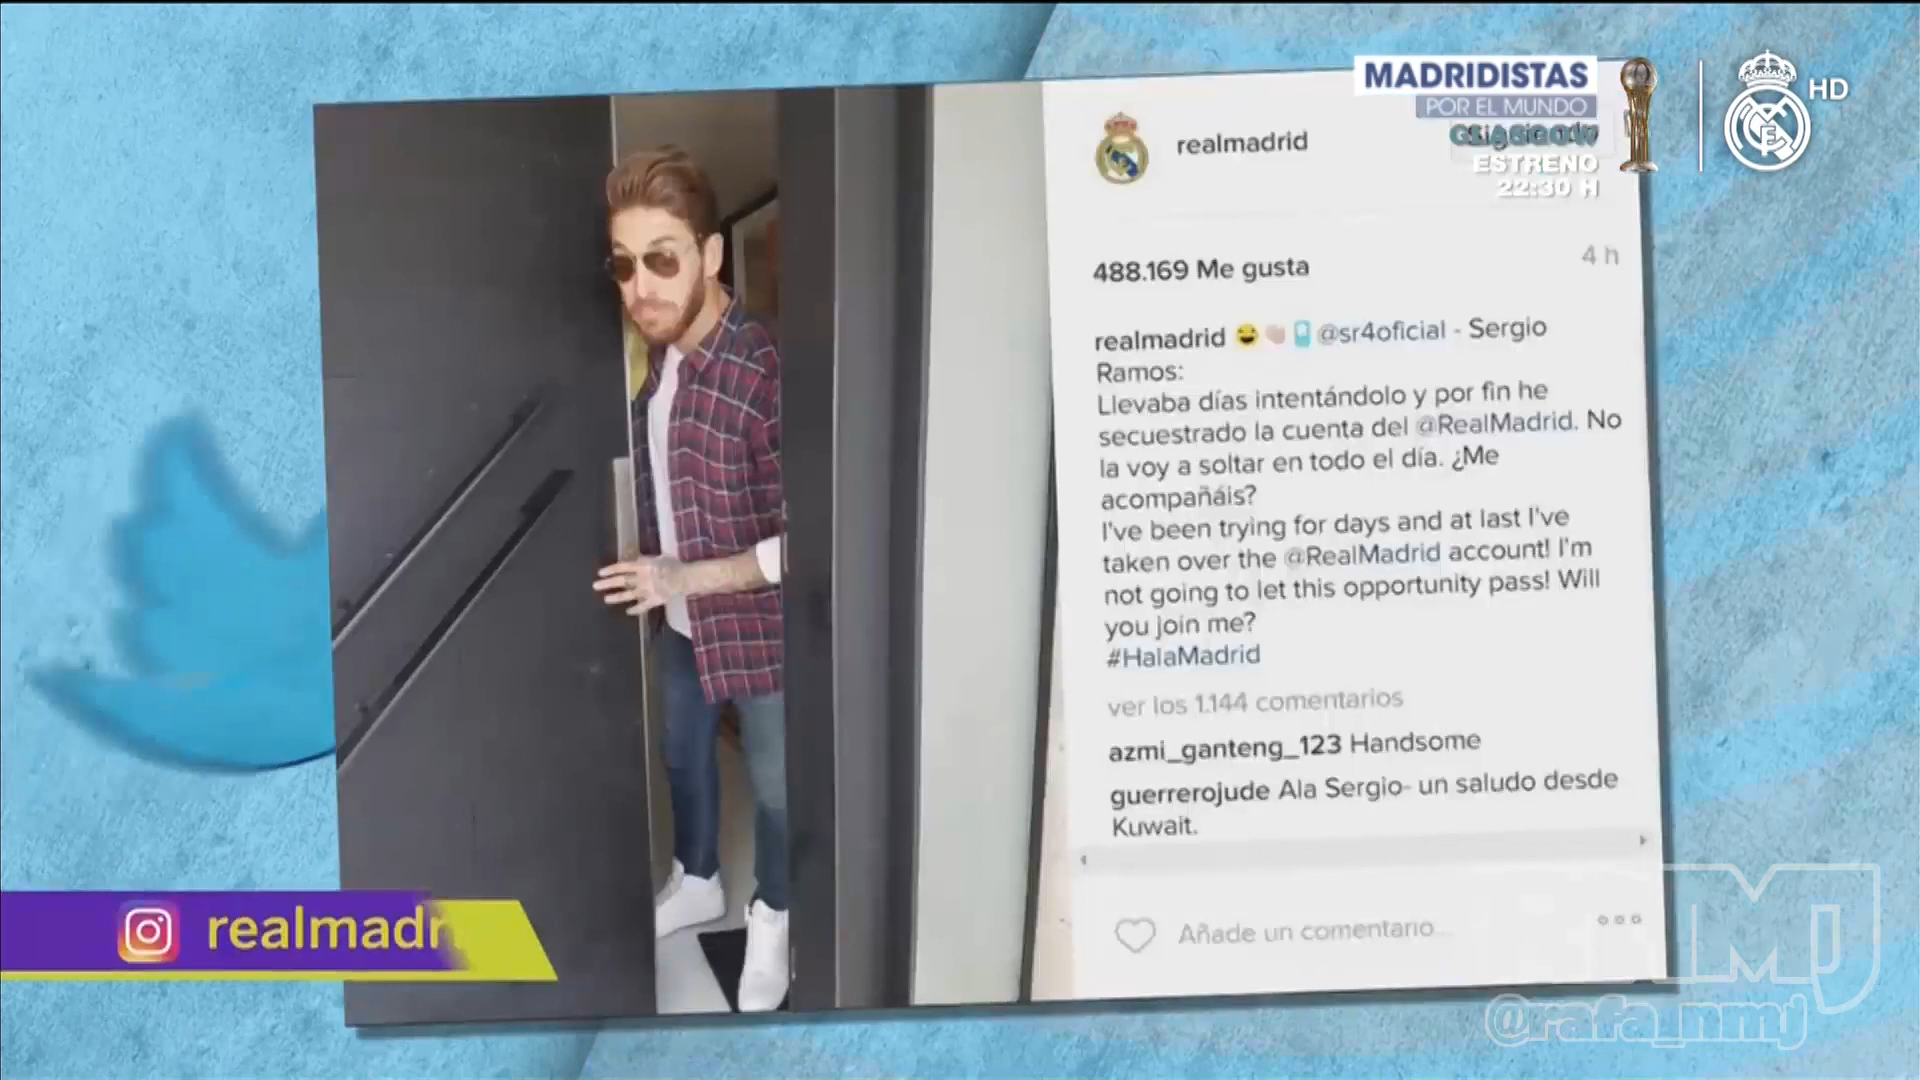 MADRIDISTAS
POR EL MUNDO
ESTRENO
22:30 H
HD
realmadrid
4 h
488.169 Me gusta
realmadrid 😆👏🏼📱@sr4oficial - Sergio
Ramos:
Llevaba días intentándolo y por fin he
secuestrado la cuenta del @RealMadrid. No
la voy a soltar en todo el día. ¿Me
acompañáis?
I've been trying for days and at last I've
taken over the @RealMadrid account! I'm
not going to let this opportunity pass! Will
you join me?
#HalaMadrid
ver los 1.144 comentarios
azmi_ganteng_123 Handsome
guerrerojude Ala Sergio- un saludo desde
Kuwait.
Añade un comentario...
realmadr
@rafa_nmj